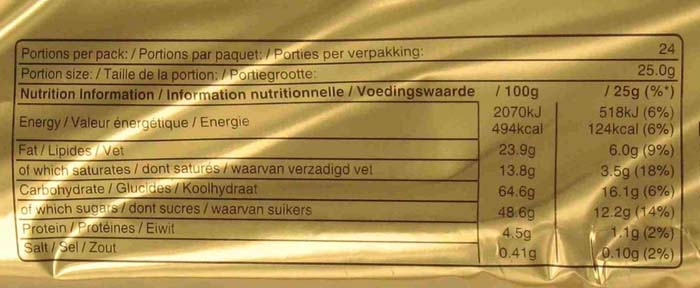 Portions per pack: / Portions par paquet: / Porties per verpakking: 24
Portion size: / Taille de la portion: / Portiegrootte: 25.0g
Nutrition Information / Information nutritionnelle / Voedingswaarde / 100g / 25g (%*)
Energy / Valeur énergétique / Energie 2070kJ 518kJ (6%)
494kcal 124kcal (6%)
Fat / Lipides / Vet 23.9g 6.0g (9%)
of which saturates / dont saturés / waarvan verzadigd vet 13.8g 3.5g (18%)
Carbohydrate / Glucides / Koolhydraat 64.6g 16.1g (6%)
of which sugars / dont sucres / waarvan suikers 48.6g 12.2g (14%)
Protein / Protéines / Eiwit 4.5g 1.1g (2%)
Salt / Sel / Zout 0.41g 0.10g (2%)